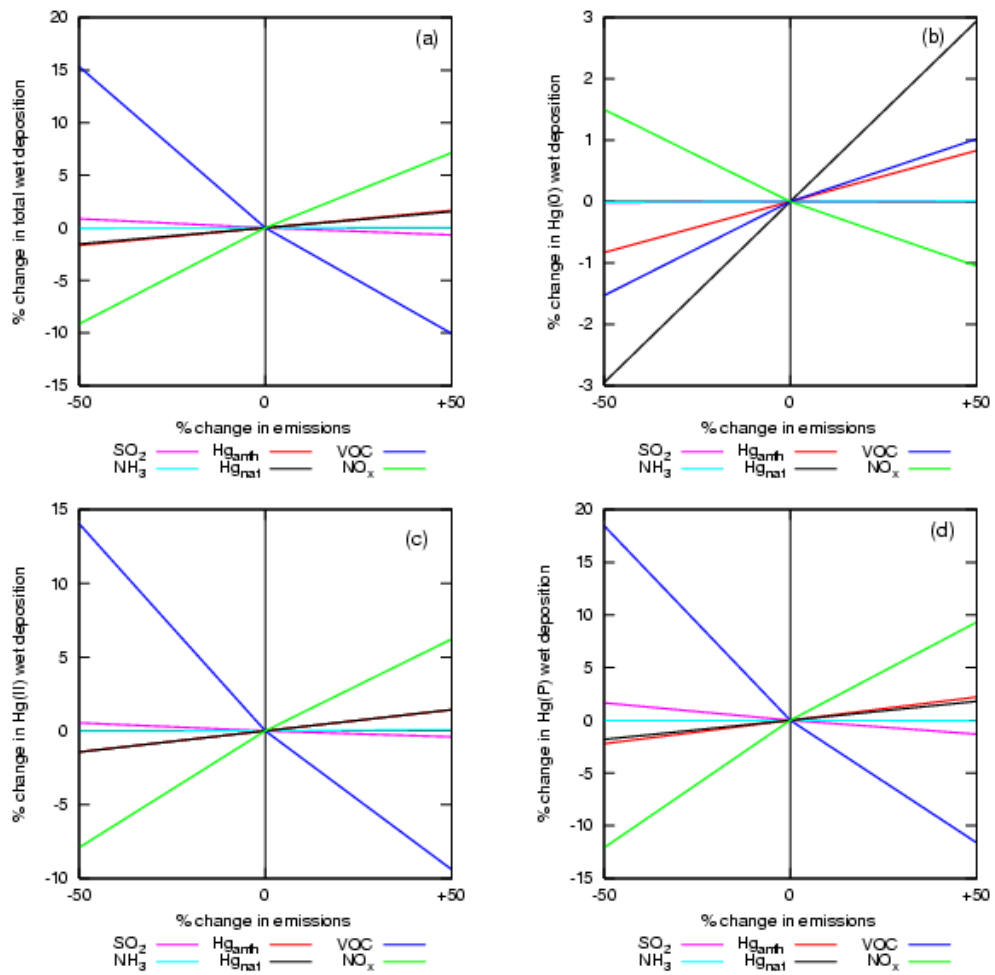 (a)
% change in total wet deposition
20
15
10
5
0
-5
-10
-15
-50 0 +50
% change in emissions
SO2 Hganth VOC
NH3 Hgnat NOx
(b)
% change in Hg(0) wet deposition
3
2
1
0
-1
-2
-3
-50 0 +50
% change in emissions
SO2 Hganth VOC
NH3 Hgnat NOx
(c)
% change in Hg(II) wet deposition
15
10
5
0
-5
-10
-50 0 +50
% change in emissions
SO2 Hganth VOC
NH3 Hgnat NOx
(d)
% change in Hg(P) wet deposition
20
15
10
5
0
-5
-10
-15
-50 0 +50
% change in emissions
SO2 Hganth VOC
NH3 Hgnat NOx